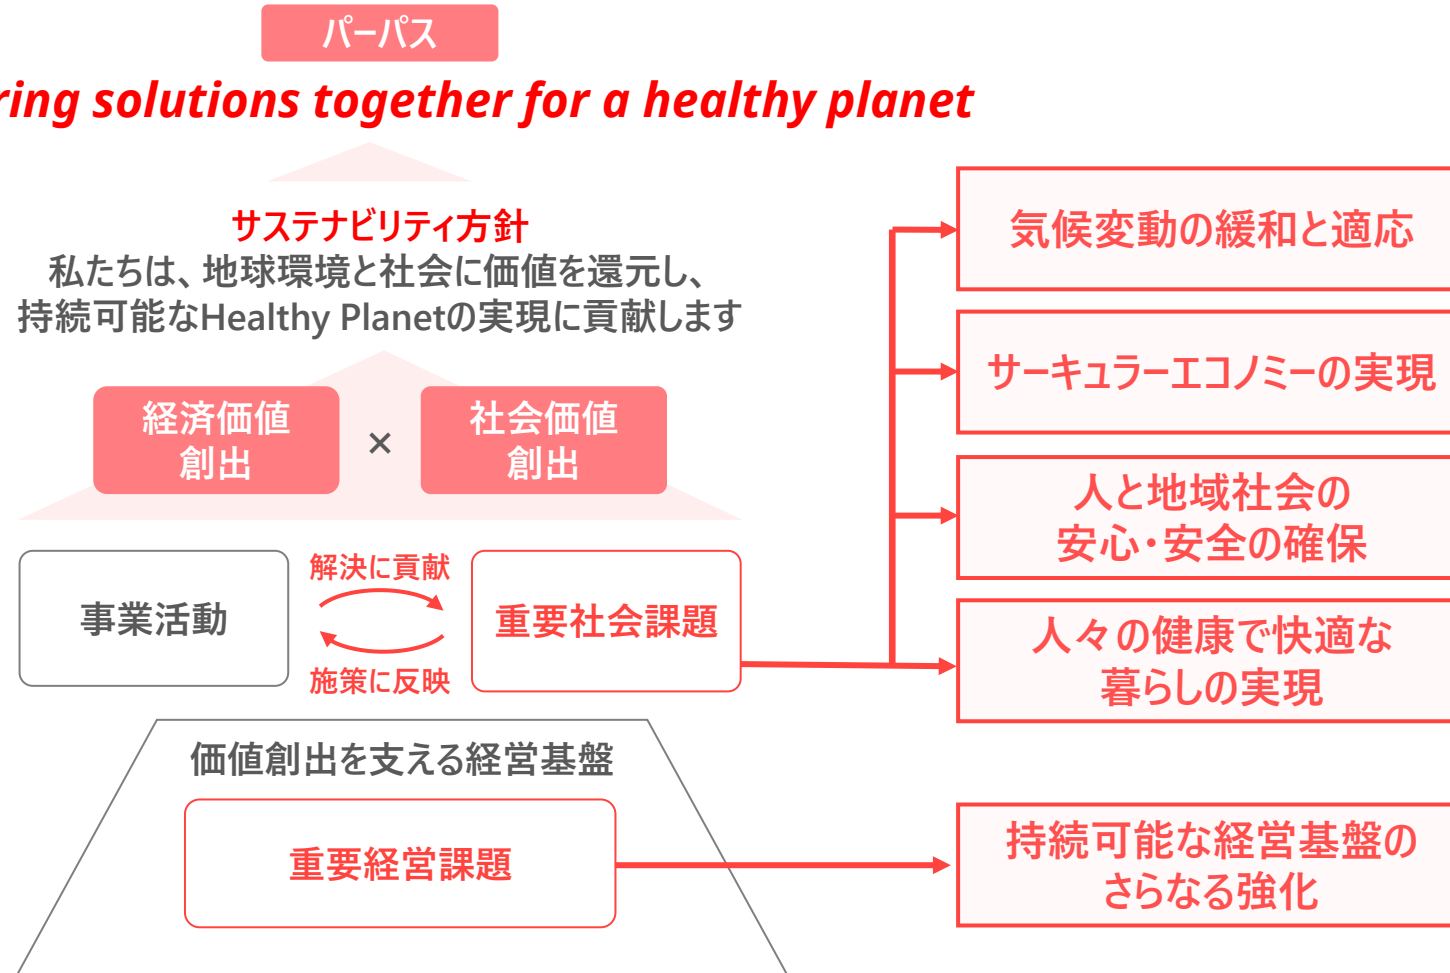 パーパス
ring solutions together for a healthy planet
サステナビリティ方針
私たちは、地球環境と社会に価値を還元し、
持続可能なHealthy Planetの実現に貢献します
経済価値
創出
×
社会価値
創出
事業活動
解決に貢献
施策に反映
重要社会課題
価値創出を支える経営基盤
重要経営課題
気候変動の緩和と適応
サーキュラーエコノミーの実現
人と地域社会の
安心・安全の確保
人々の健康で快適な
暮らしの実現
持続可能な経営基盤の
さらなる強化